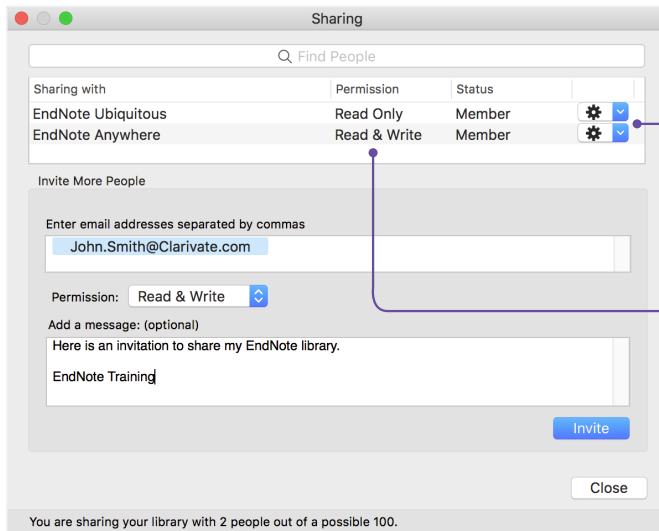 Sharing
Find People
Sharing with Permission Status
EndNote Ubiquitous Read Only Member
EndNote Anywhere Read & Write Member
Invite More People
Enter email addresses separated by commas
John.Smith@Clarivate.com
Permission: Read & Write
Add a message: (optional)
Here is an invitation to share my EndNote library.
EndNote Training
Invite
Close
You are sharing your library with 2 people out of a possible 100.